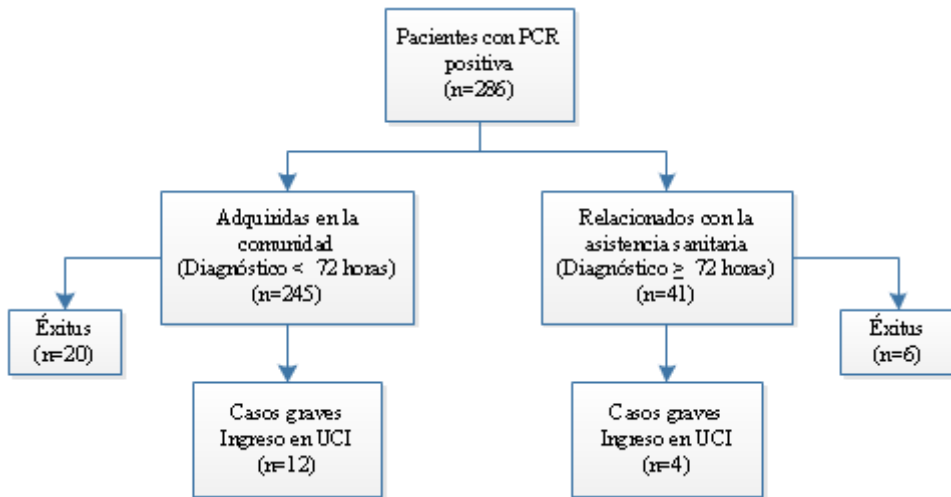 Pacientes con PCR
positiva
(n=286)
Adquiridas en la
comunidad
(Diagnóstico < 72 horas)
(n=245)
Relacionados con la
asistencia sanitaria
(Diagnóstico ≥ 72 horas)
(n=41)
Éxitus
(n=20)
Éxitus
(n=6)
Casos graves
Ingreso en UCI
(n=12)
Casos graves
Ingreso en UCI
(n=4)